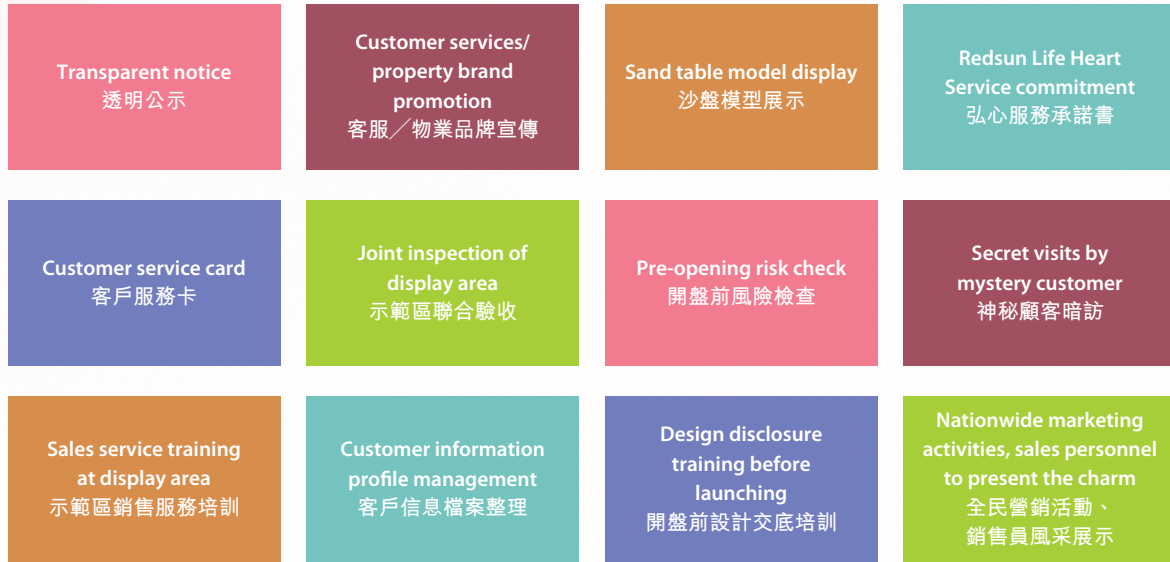 Transparent notice
透明公示
Customer services/
property brand
promotion
客服╱物業品牌宣傳
Sand table model display
沙盤模型展示
Redsun Life Heart
Service commitment
弘心服務承諾書
Customer service card
客戶服務卡
Joint inspection of
display area
示範區聯合驗收
Pre-opening risk check
開盤前風險檢查
Secret visits by
mystery customer
神秘顧客暗訪
Sales service training
at display area
示範區銷售服務培訓
Customer information
profile management
客戶信息檔案整理
Design disclosure
training before
launching
開盤前設計交底培訓
Nationwide marketing
activities, sales personnel
to present the charm
全民營銷活動、
銷售員風采展示